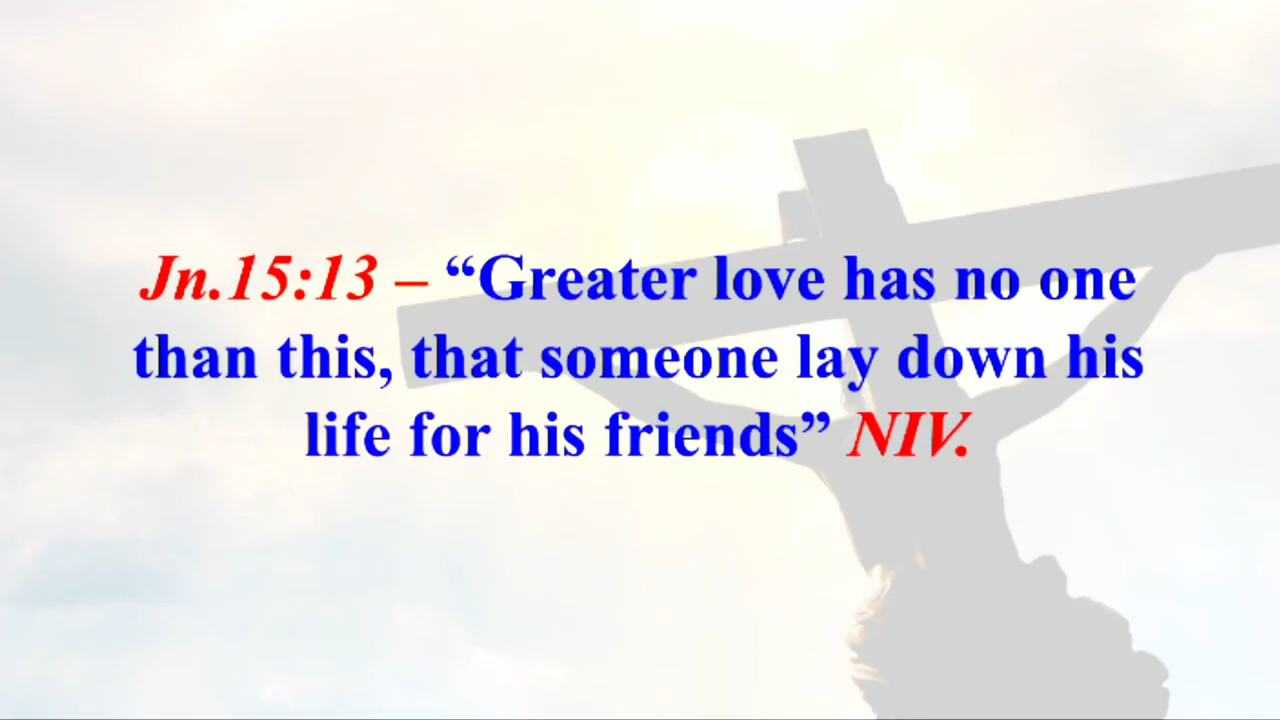 Jn.15:13 – “Greater love has no one
than this, that someone lay down his
life for his friends” NIV.